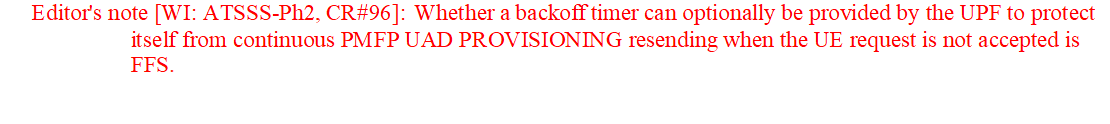 Editor's note [WI: ATSSS-Ph2, CR#96]: Whether a backoff timer can optionally be provided by the UPF to protect
itself from continuous PMFP UAD PROVISIONING resending when the UE request is not accepted is
FFS.